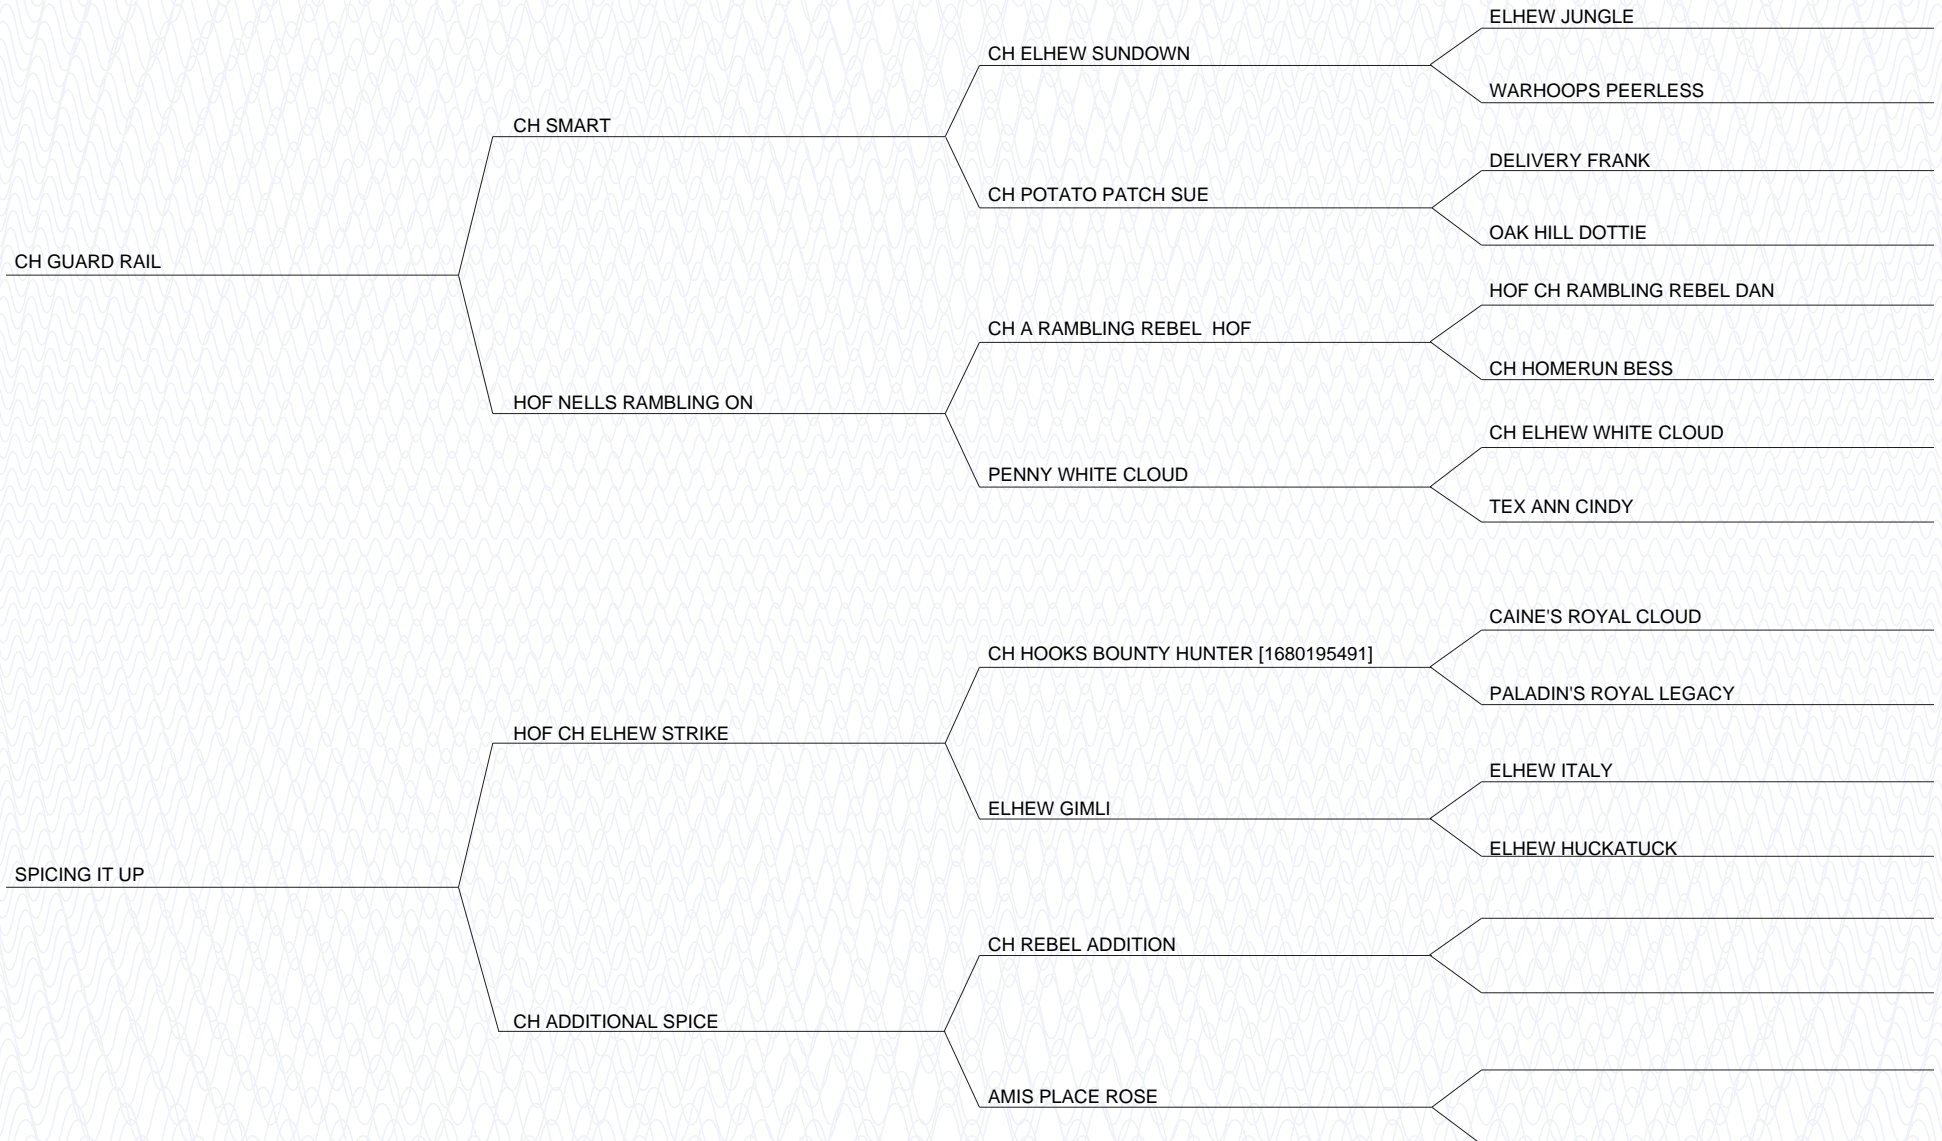 ELHEW JUNGLE
CH ELHEW SUNDOWN
WARHOOPS PEERLESS
CH SMART
DELIVERY FRANK
CH POTATO PATCH SUE
OAK HILL DOTTIE
CH GUARD RAIL
HOF CH RAMBLING REBEL DAN
CH A RAMBLING REBEL  HOF
CH HOMERUN BESS
HOF NELLS RAMBLING ON
CH ELHEW WHITE CLOUD
PENNY WHITE CLOUD
TEX ANN CINDY
CAINE'S ROYAL CLOUD
CH HOOKS BOUNTY HUNTER [1680195491]
PALADIN'S ROYAL LEGACY
HOF CH ELHEW STRIKE
ELHEW ITALY
ELHEW GIMLI
ELHEW HUCKATUCK
SPICING IT UP
CH REBEL ADDITION
CH ADDITIONAL SPICE
AMIS PLACE ROSE